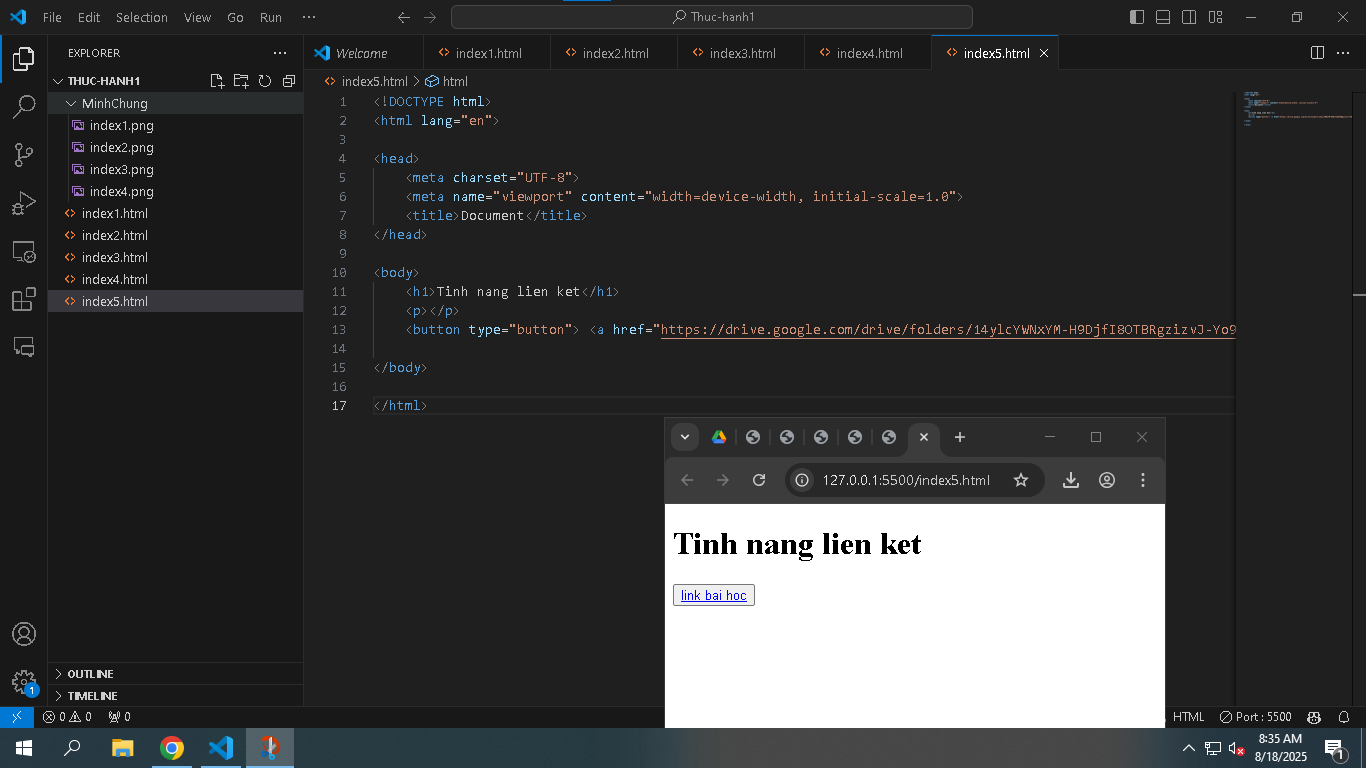 File Edit Selection View Go Run ··· Thuc-hanh1
EXPLORER ···
THUC-HANH1
MinhChung
index1.png
index2.png
index3.png
index4.png
index1.html
index2.html
index3.html
index4.html
index5.html
OUTLINE
TIMELINE
Welcome index1.html index2.html index3.html index4.html index5.html
index5.html > html
1 <!DOCTYPE html>
2 <html lang="en">
3
4 <head>
5 <meta charset="UTF-8">
6 <meta name="viewport" content="width=device-width, initial-scale=1.0">
7 <title>Document</title>
8 </head>
9
10 <body>
11 <h1>Tinh nang lien ket</h1>
12 <p></p>
13 <button type="button"> <a href="https://drive.google.com/drive/folders/14ylcYWNxYM-H9DjfI8OTBRgzizvJ-Yo9
14
15 </body>
16
17 </html>
127.0.0.1:5500/index5.html
Tinh nang lien ket
link bai hoc
1
0 0 0 HTML Port : 5500
8:35 AM
8/18/2025
1